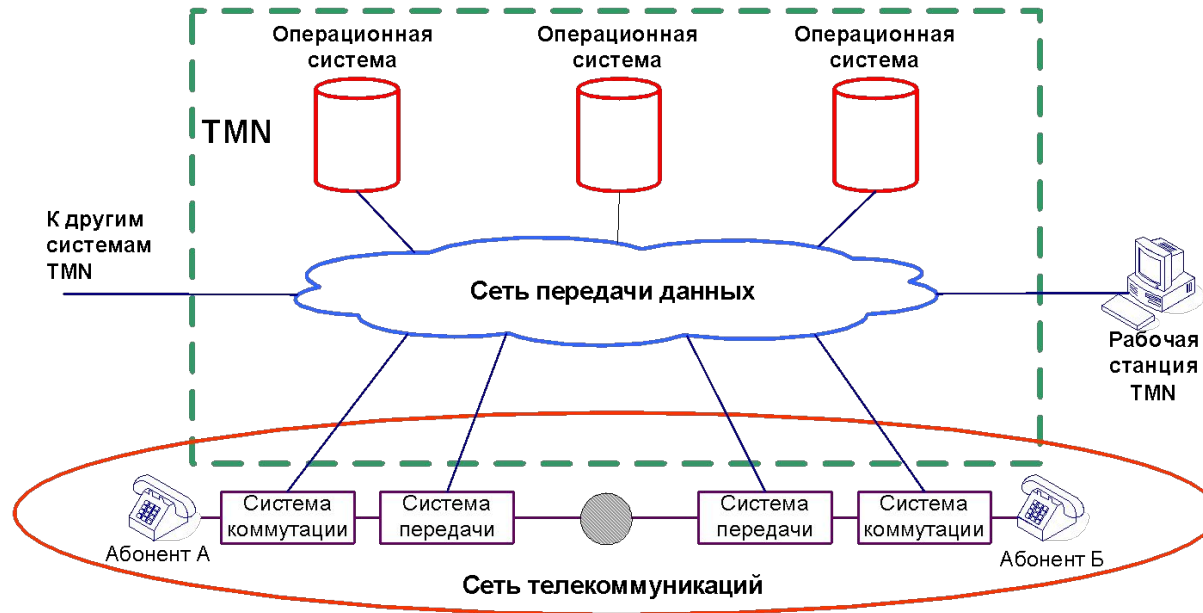 Операционная
система
Операционная
система
Операционная
система
TMN
К другим
системам
TMN
Сеть передачи данных
Рабочая
станция
TMN
Система
коммутации
Система
передачи
Система
передачи
Система
коммутации
Абонент А
Абонент Б
Сеть телекоммуникаций